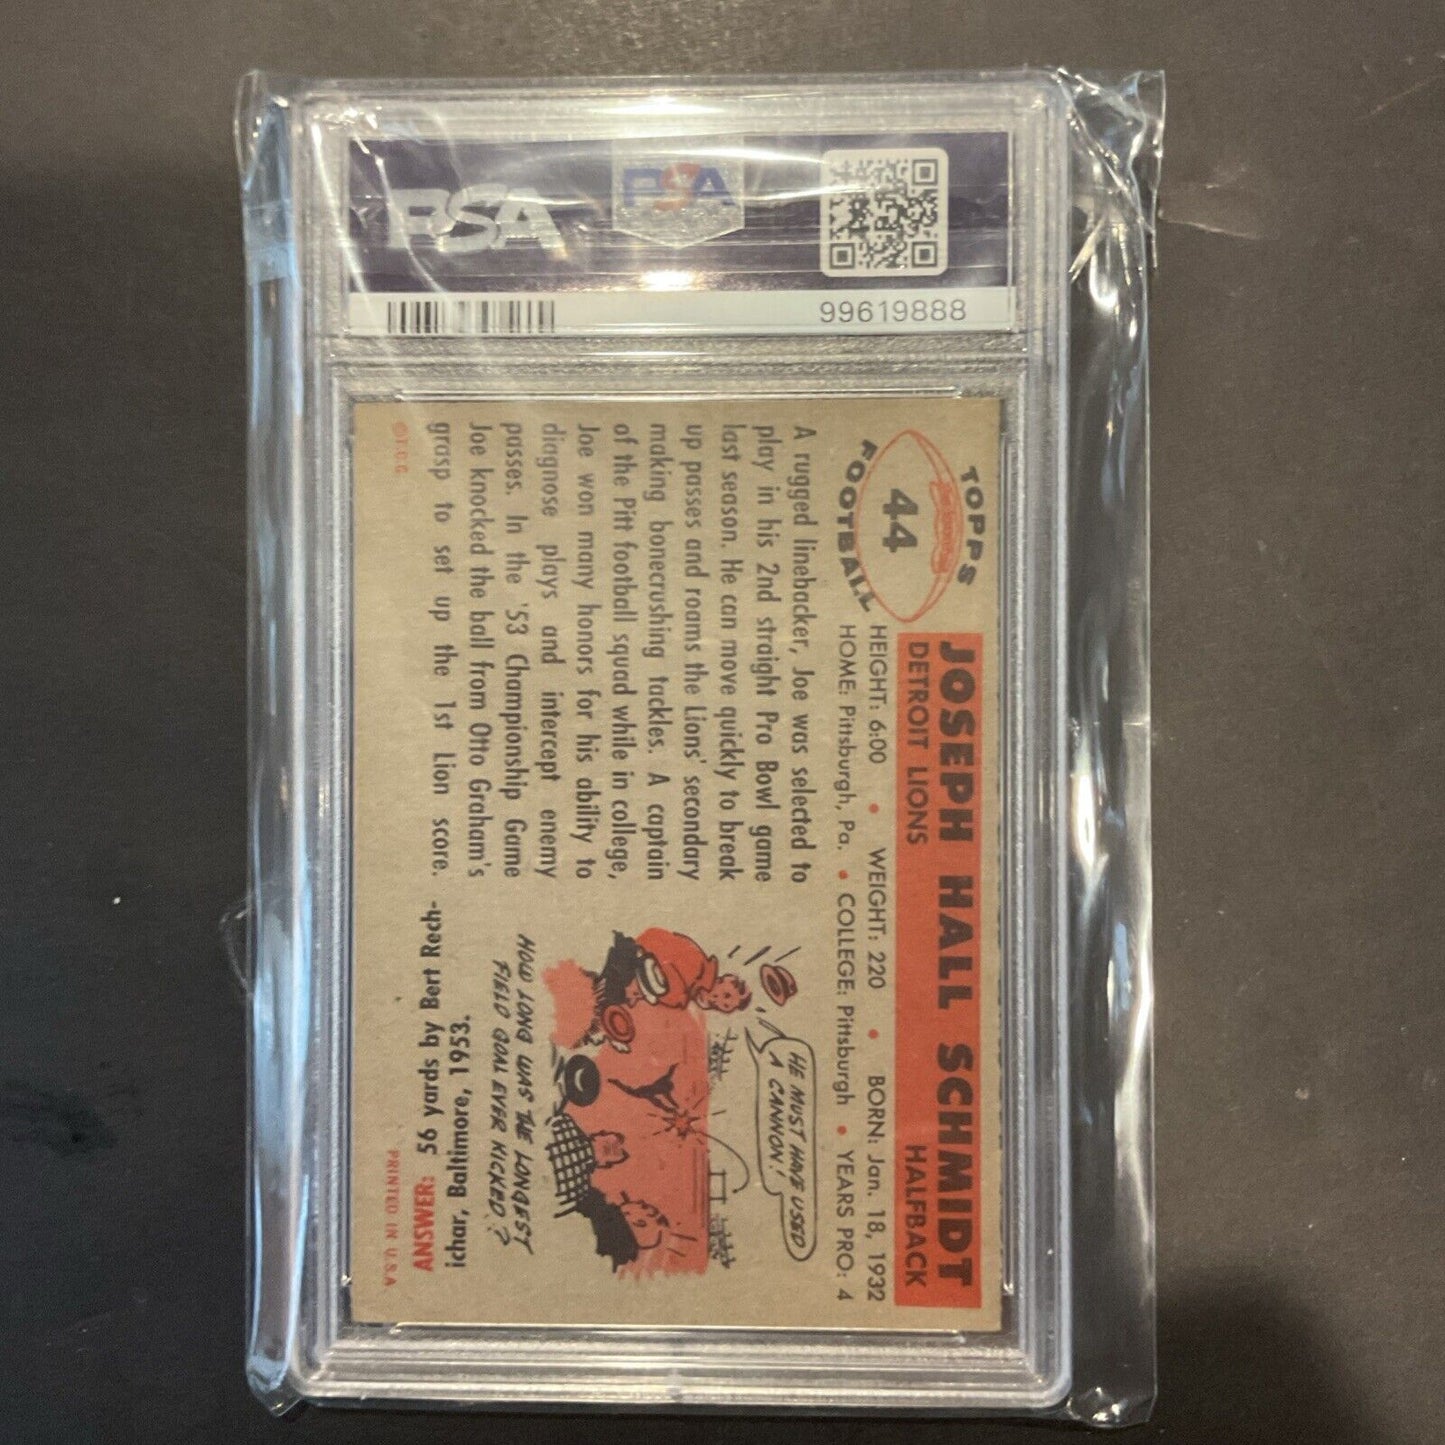 PSA
PSA
99619888
TOPPS
44
FOOTBALL
JOSEPH HALL SCHMIDT
DETROIT LIONS HALFBACK
HEIGHT: 6:00 • WEIGHT: 220 • BORN: Jan. 18, 1932
HOME: Pittsburgh, Pa. • COLLEGE: Pittsburgh • YEARS PRO: 4
A rugged linebacker, Joe was selected to
play in his 2nd straight Pro Bowl game
last season. He can move quickly to break
up passes and roams the Lions' secondary
making bonecrushing tackles. A captain
of the Pitt football squad while in college,
Joe won many honors for his ability to
diagnose plays and intercept enemy
passes. In the '53 Championship Game
Joe knocked the ball from Otto Graham's
grasp to set up the 1st Lion score.
©T.C.G.
HE MUST HAVE USED
A CANNON!
HOW LONG WAS THE LONGEST
FIELD GOAL EVER KICKED?
ANSWER: 56 yards by Bert Rech-
ichar, Baltimore, 1953.
PRINTED IN U.S.A